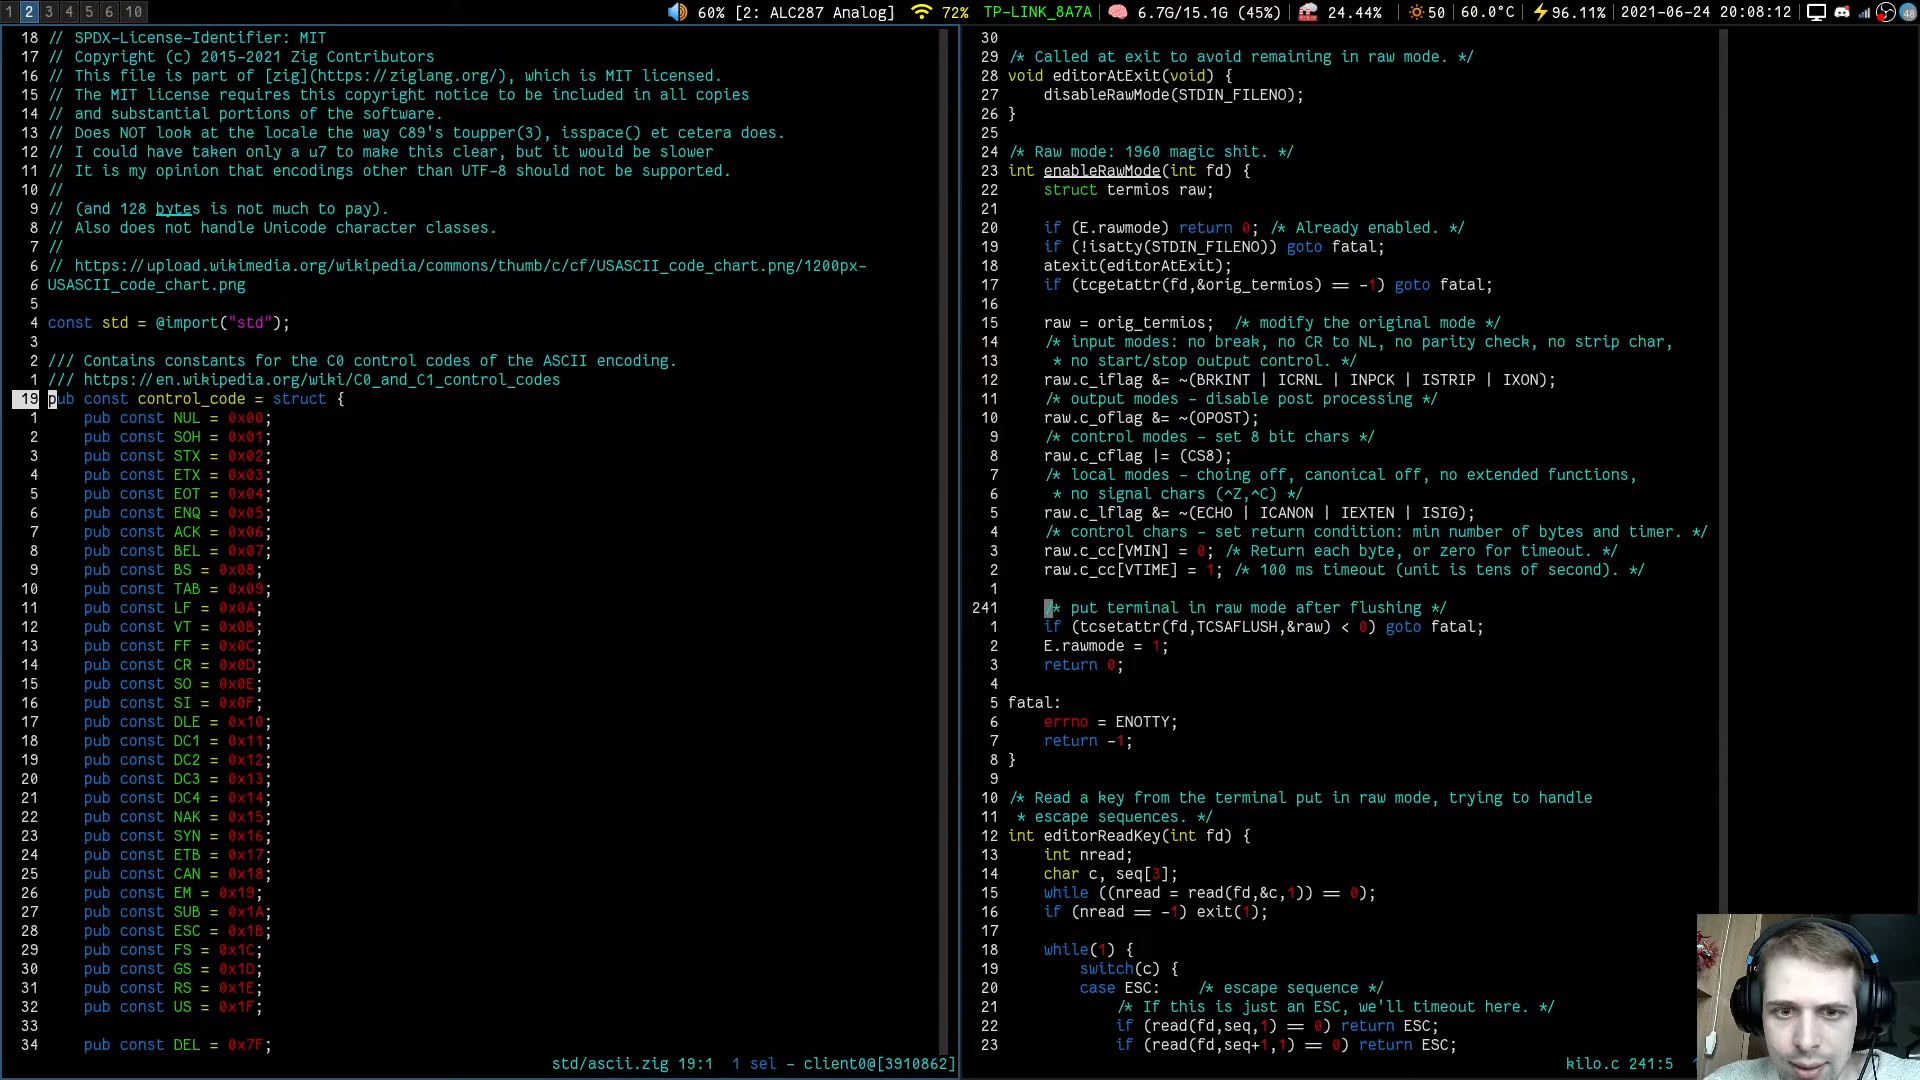 1 2 3 4 5 6 10
60% [2: ALC287 Analog] 72% TP-LINK_8A7A 6.7G/15.1G (45%) 24.44% 50 60.0°C 96.11% 2021-06-24 20:08:12 48
18 // SPDX-License-Identifier: MIT
17 // Copyright (c) 2015-2021 Zig Contributors
16 // This file is part of [zig](https://ziglang.org/), which is MIT licensed.
15 // The MIT license requires this copyright notice to be included in all copies
14 // and substantial portions of the software.
13 // Does NOT look at the locale the way C89's toupper(3), isspace() et cetera does.
12 // I could have taken only a u7 to make this clear, but it would be slower
11 // It is my opinion that encodings other than UTF-8 should not be supported.
10 //
9 // (and 128 bytes is not much to pay).
8 // Also does not handle Unicode character classes.
7 //
6 // https://upload.wikimedia.org/wikipedia/commons/thumb/c/cf/USASCII_code_chart.png/1200px-
6 USASCII_code_chart.png
5
4 const std = @import("std");
3
2 /// Contains constants for the C0 control codes of the ASCII encoding.
1 /// https://en.wikipedia.org/wiki/C0_and_C1_control_codes
19 pub const control_code = struct {
1 pub const NUL = 0x00;
2 pub const SOH = 0x01;
3 pub const STX = 0x02;
4 pub const ETX = 0x03;
5 pub const EOT = 0x04;
6 pub const ENQ = 0x05;
7 pub const ACK = 0x06;
8 pub const BEL = 0x07;
9 pub const BS = 0x08;
10 pub const TAB = 0x09;
11 pub const LF = 0x0A;
12 pub const VT = 0x0B;
13 pub const FF = 0x0C;
14 pub const CR = 0x0D;
15 pub const SO = 0x0E;
16 pub const SI = 0x0F;
17 pub const DLE = 0x10;
18 pub const DC1 = 0x11;
19 pub const DC2 = 0x12;
20 pub const DC3 = 0x13;
21 pub const DC4 = 0x14;
22 pub const NAK = 0x15;
23 pub const SYN = 0x16;
24 pub const ETB = 0x17;
25 pub const CAN = 0x18;
26 pub const EM = 0x19;
27 pub const SUB = 0x1A;
28 pub const ESC = 0x1B;
29 pub const FS = 0x1C;
30 pub const GS = 0x1D;
31 pub const RS = 0x1E;
32 pub const US = 0x1F;
33
34 pub const DEL = 0x7F;
std/ascii.zig 19:1 1 sel - client0@[3910862]
30
29 /* Called at exit to avoid remaining in raw mode. */
28 void editorAtExit(void) {
27 disableRawMode(STDIN_FILENO);
26 }
25
24 /* Raw mode: 1960 magic shit. */
23 int enableRawMode(int fd) {
22 struct termios raw;
21
20 if (E.rawmode) return 0; /* Already enabled. */
19 if (!isatty(STDIN_FILENO)) goto fatal;
18 atexit(editorAtExit);
17 if (tcgetattr(fd,&orig_termios) == -1) goto fatal;
16
15 raw = orig_termios; /* modify the original mode */
14 /* input modes: no break, no CR to NL, no parity check, no strip char,
13 * no start/stop output control. */
12 raw.c_iflag &= ~(BRKINT | ICRNL | INPCK | ISTRIP | IXON);
11 /* output modes - disable post processing */
10 raw.c_oflag &= ~(OPOST);
9 /* control modes - set 8 bit chars */
8 raw.c_cflag |= (CS8);
7 /* local modes - choing off, canonical off, no extended functions,
6 * no signal chars (^Z,^C) */
5 raw.c_lflag &= ~(ECHO | ICANON | IEXTEN | ISIG);
4 /* control chars - set return condition: min number of bytes and timer. */
3 raw.c_cc[VMIN] = 0; /* Return each byte, or zero for timeout. */
2 raw.c_cc[VTIME] = 1; /* 100 ms timeout (unit is tens of second). */
1
241 /* put terminal in raw mode after flushing */
1 if (tcsetattr(fd,TCSAFLUSH,&raw) < 0) goto fatal;
2 E.rawmode = 1;
3 return 0;
4
5 fatal:
6 errno = ENOTTY;
7 return -1;
8 }
9
10 /* Read a key from the terminal put in raw mode, trying to handle
11 * escape sequences. */
12 int editorReadKey(int fd) {
13 int nread;
14 char c, seq[3];
15 while ((nread = read(fd,&c,1)) == 0);
16 if (nread == -1) exit(1);
17
18 while(1) {
19 switch(c) {
20 case ESC: /* escape sequence */
21 /* If this is just an ESC, we'll timeout here. */
22 if (read(fd,seq,1) == 0) return ESC;
23 if (read(fd,seq+1,1) == 0) return ESC;
kilo.c 241:5